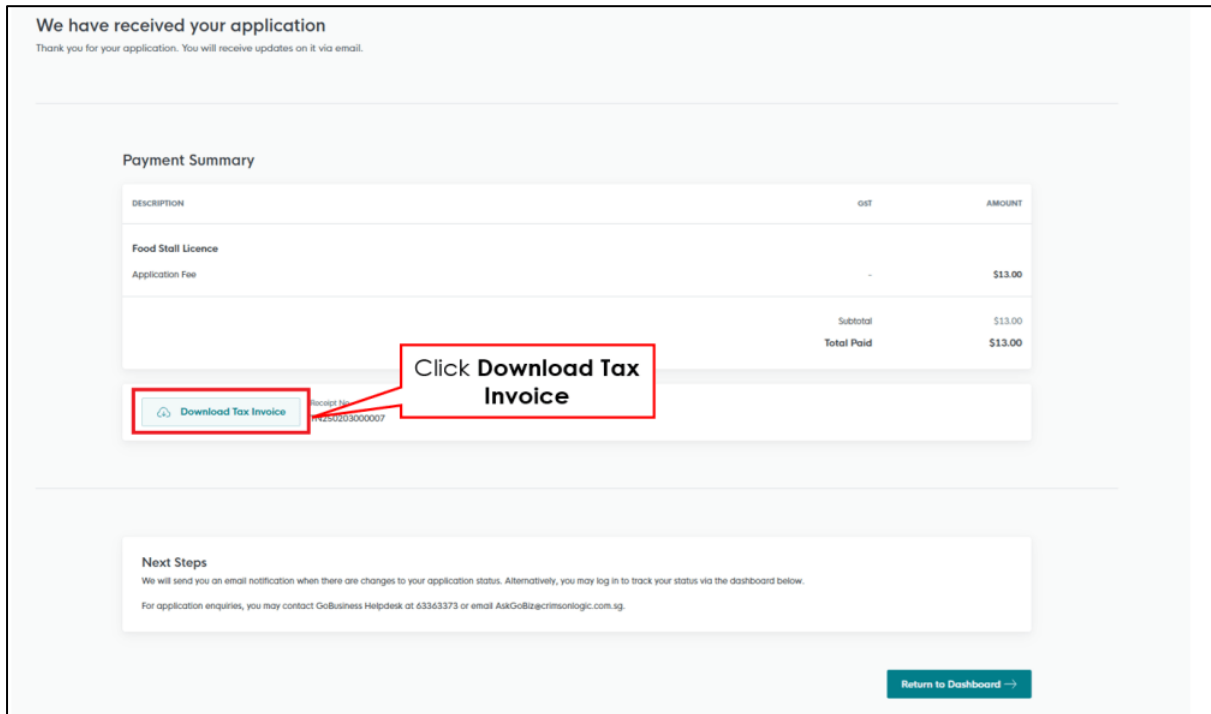 We have received your application
Thank you for your application. You will receive updates on it via email.
Payment Summary
DESCRIPTION GST AMOUNT
Food Stall Licence
Application Fee - $13.00
Subtotal $13.00
Total Paid $13.00
Click Download Tax
Invoice
Download Tax Invoice
Receipt No
250203000007
Next Steps
We will send you an email notification when there are changes to your application status. Alternatively, you may log in to track your status via the dashboard below.
For application enquiries, you may contact GoBusiness Helpdesk at 63363373 or email AskGoBiz@crimsonlogic.com.sg.
Return to Dashboard →